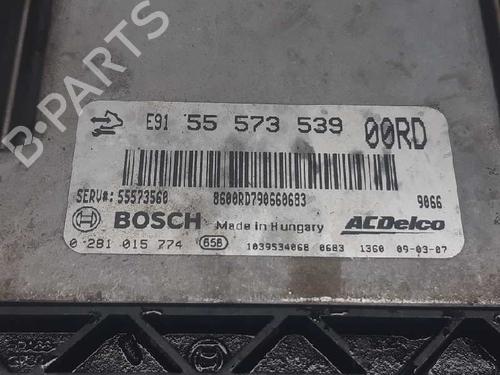 B-PARTS
E91 55 573 539 00RD
SERV#: 55573560 8600RD790660683 9066
BOSCH Made in Hungary ACDelco
0 281 015 774 658 1039S34068 0683 1360 09-03-07